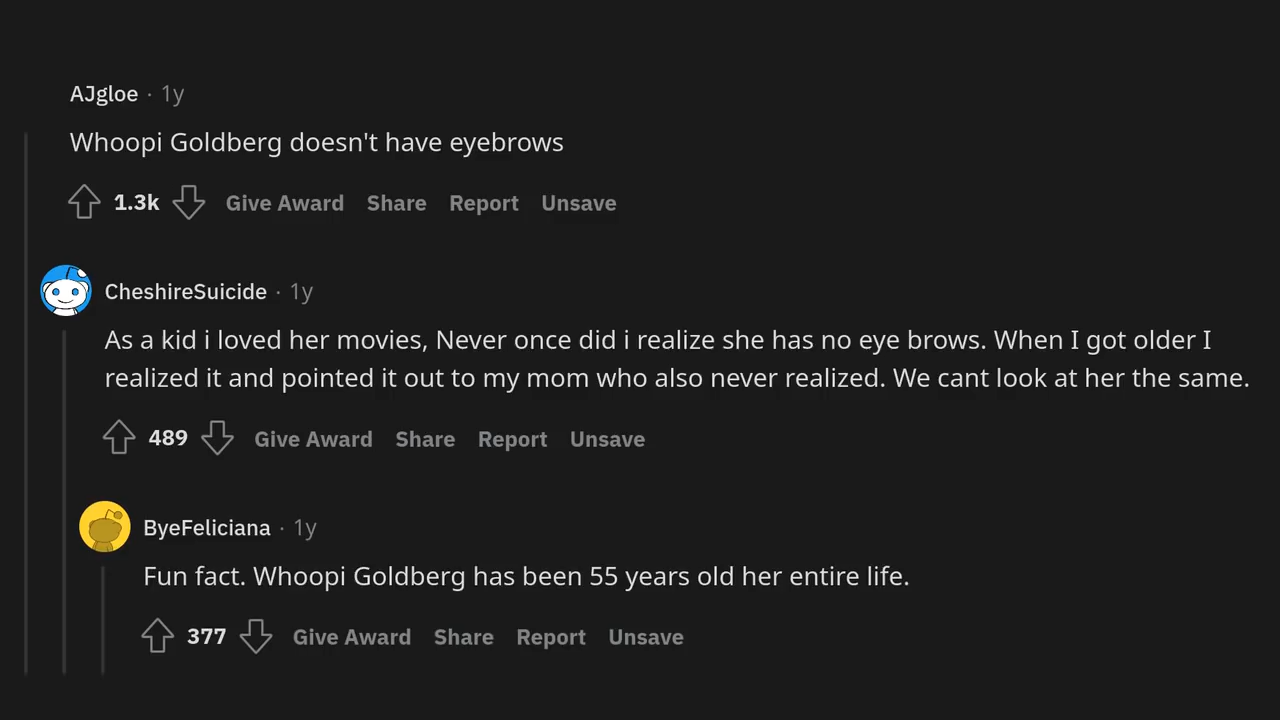 AJgloe · 1y
Whoopi Goldberg doesn't have eyebrows
1.3k Give Award Share Report Unsave
CheshireSuicide · 1y
As a kid i loved her movies, Never once did i realize she has no eye brows. When I got older I
realized it and pointed it out to my mom who also never realized. We cant look at her the same.
489 Give Award Share Report Unsave
ByeFeliciana · 1y
Fun fact. Whoopi Goldberg has been 55 years old her entire life.
377 Give Award Share Report Unsave